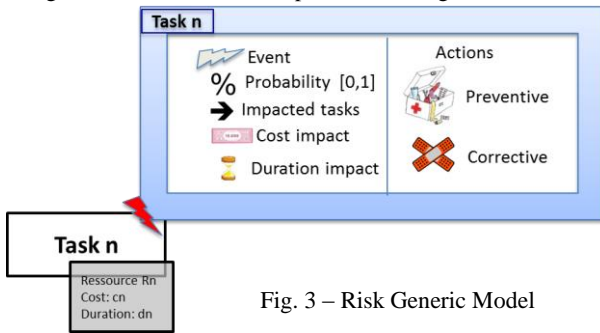 Task n
Event
% Probability [0,1]
➔ Impacted tasks
Cost impact
Duration impact
Actions
Preventive
Corrective
Task n
Ressource Rn
Cost: cn
Duration: dn
Fig. 3 – Risk Generic Model